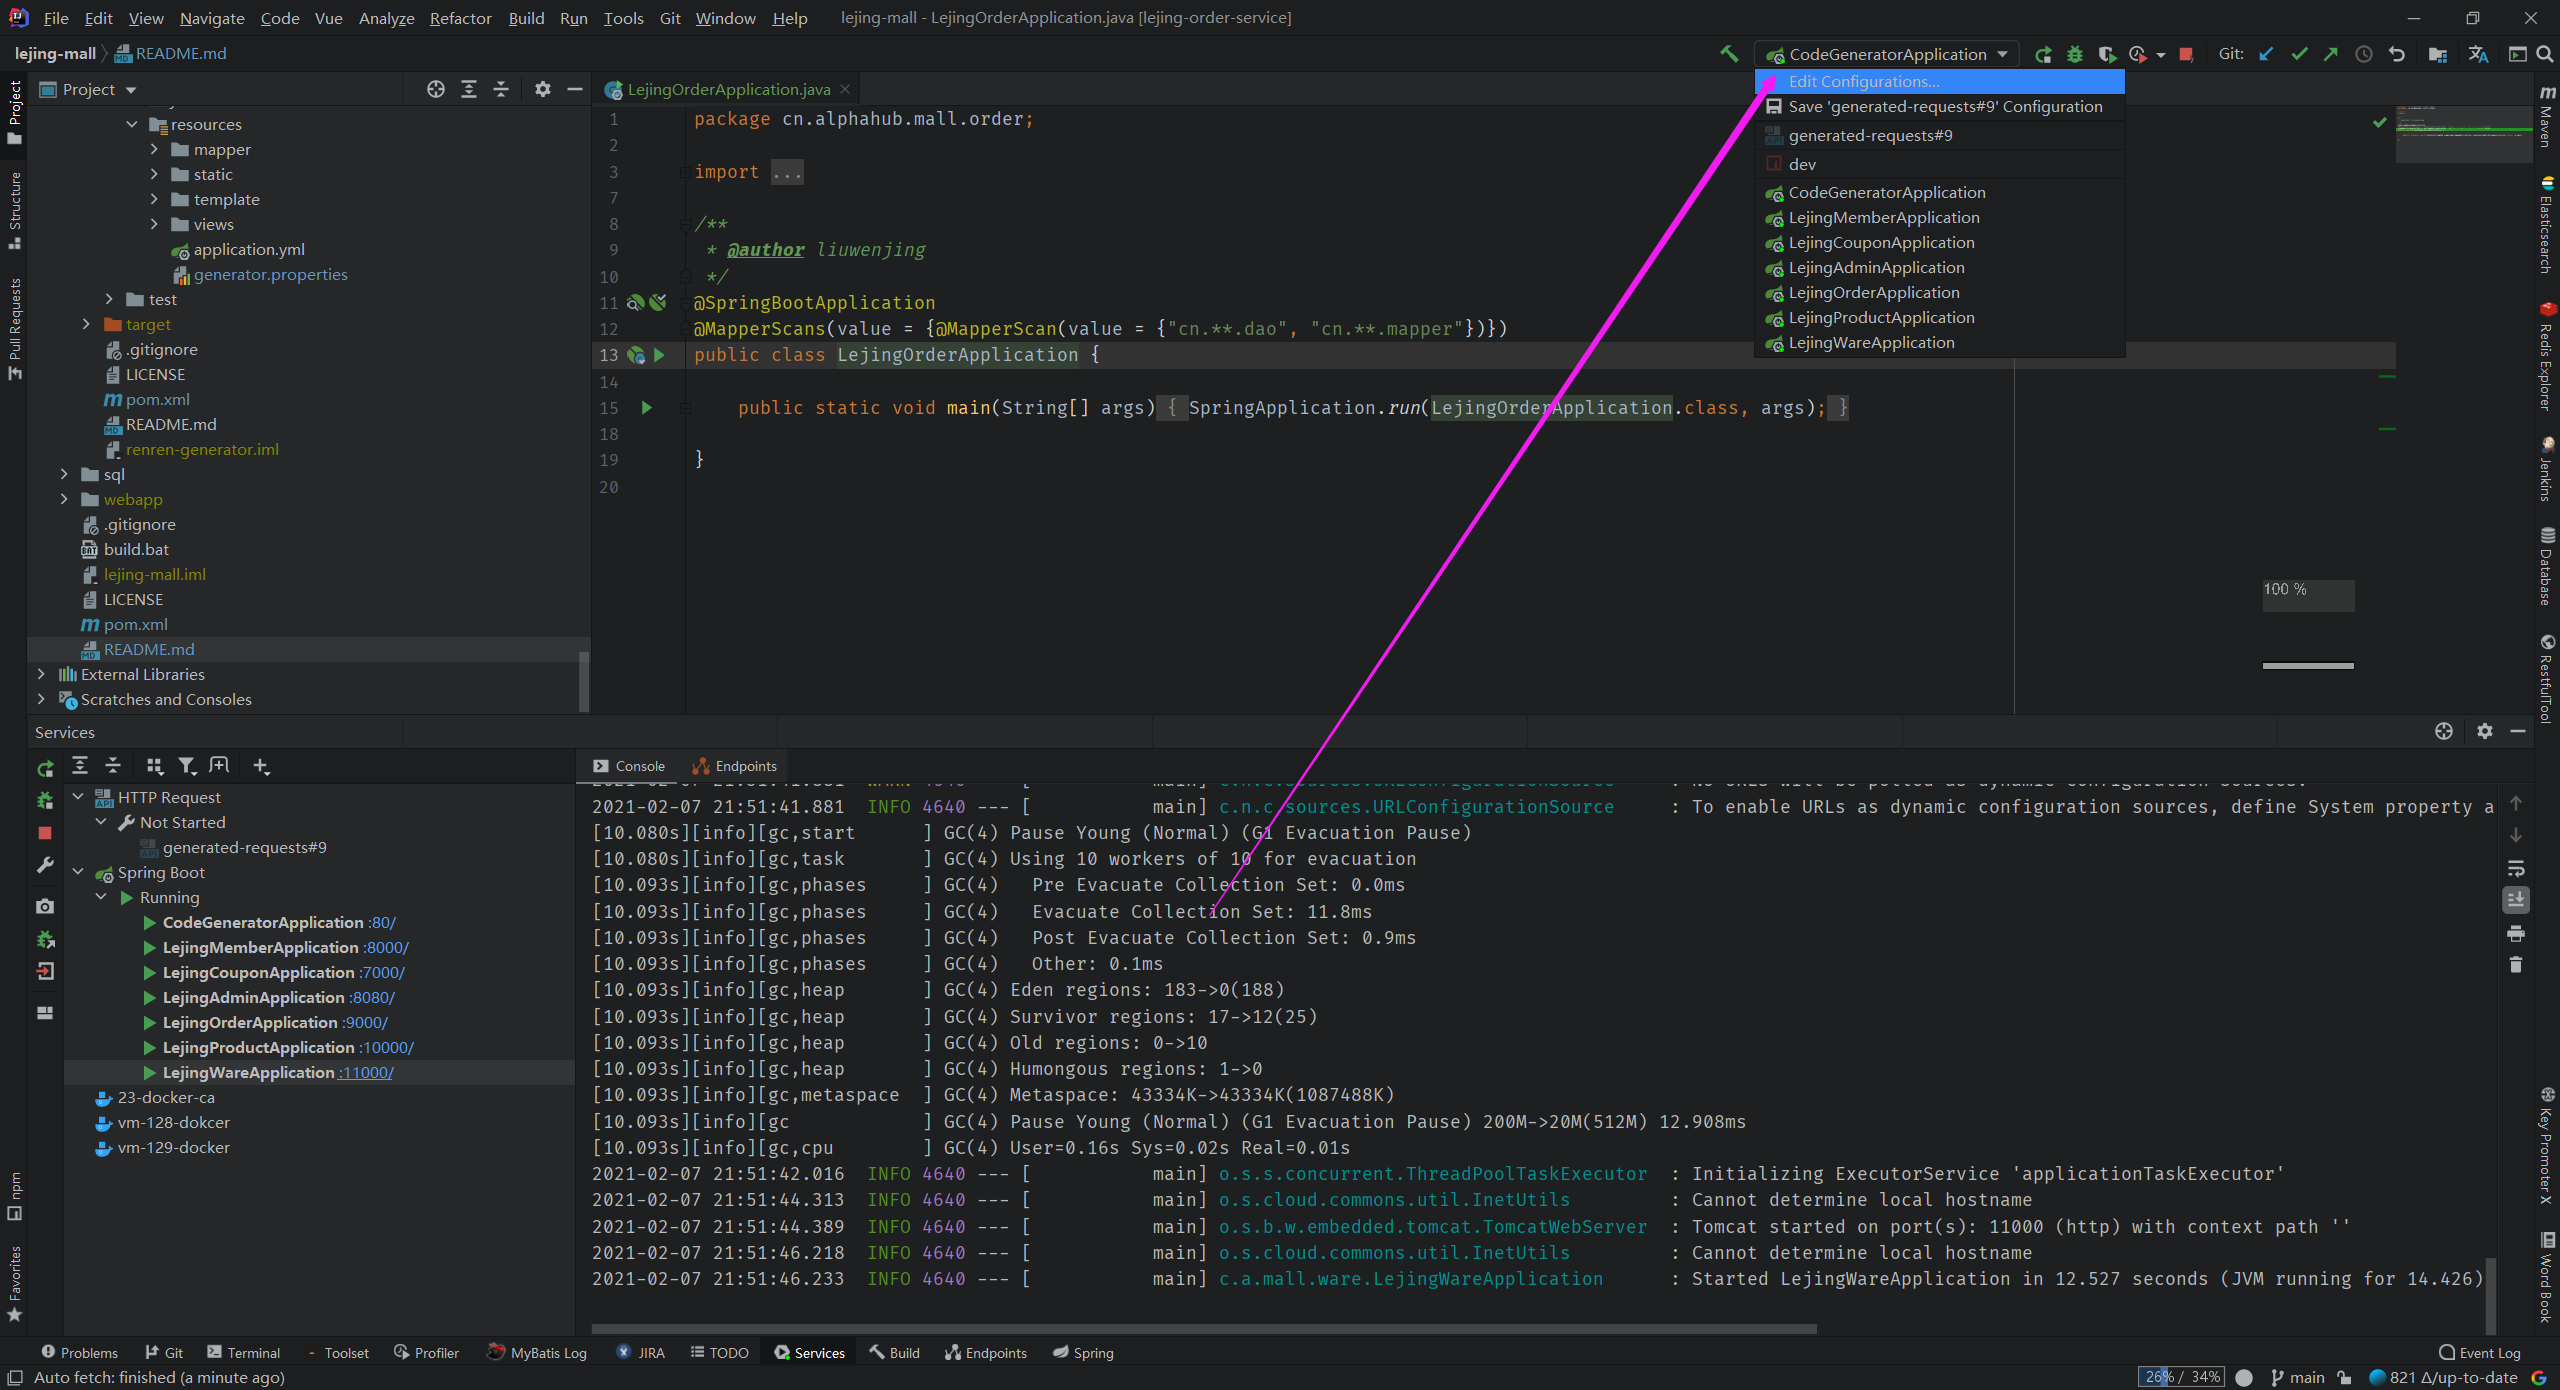 File Edit View Navigate Code Vue Analyze Refactor Build Run Tools Git Window Help lejing-mall - LejingOrderApplication.java [lejing-order-service]
lejing-mall README.md
CodeGeneratorApplication
Git:
Edit Configurations...
Save 'generated-requests#9' Configuration
generated-requests#9
dev
CodeGeneratorApplication
LejingMemberApplication
LejingCouponApplication
LejingAdminApplication
LejingOrderApplication
LejingProductApplication
LejingWareApplication
Project
Structure
Pull Requests
npm
Favorites
Project
resources
mapper
static
template
views
application.yml
generator.properties
test
target
.gitignore
LICENSE
pom.xml
README.md
renren-generator.iml
sql
webapp
.gitignore
build.bat
lejing-mall.iml
LICENSE
pom.xml
README.md
External Libraries
Scratches and Consoles
LejingOrderApplication.java
1 package cn.alphahub.mall.order;
2
3 import ...
7
8 /**
9 * @author liuwenjing
10 */
11 @SpringBootApplication
12 @MapperScans(value = {@MapperScan(value = {"cn.**.dao", "cn.**.mapper"})})
13 public class LejingOrderApplication {
14
15 public static void main(String[] args) { SpringApplication.run(LejingOrderApplication.class, args); }
18
19 }
20
100 %
Maven
Elasticsearch
Redis Explorer
Jenkins
Database
RestfulTool
Key Promoter X
Word Book
Services
HTTP Request
Not Started
generated-requests#9
Spring Boot
Running
CodeGeneratorApplication :80/
LejingMemberApplication :8000/
LejingCouponApplication :7000/
LejingAdminApplication :8080/
LejingOrderApplication :9000/
LejingProductApplication :10000/
LejingWareApplication :11000/
23-docker-ca
vm-128-dokcer
vm-129-docker
Console Endpoints
2021-02-07 21:51:41.881 INFO 4640 --- [ main] c.n.c.sources.URLConfigurationSource : To enable URLs as dynamic configuration sources, define System property a
[10.080s][info][gc,start ] GC(4) Pause Young (Normal) (G1 Evacuation Pause)
[10.080s][info][gc,task ] GC(4) Using 10 workers of 10 for evacuation
[10.093s][info][gc,phases ] GC(4) Pre Evacuate Collection Set: 0.0ms
[10.093s][info][gc,phases ] GC(4) Evacuate Collection Set: 11.8ms
[10.093s][info][gc,phases ] GC(4) Post Evacuate Collection Set: 0.9ms
[10.093s][info][gc,phases ] GC(4) Other: 0.1ms
[10.093s][info][gc,heap ] GC(4) Eden regions: 183->0(188)
[10.093s][info][gc,heap ] GC(4) Survivor regions: 17->12(25)
[10.093s][info][gc,heap ] GC(4) Old regions: 0->10
[10.093s][info][gc,heap ] GC(4) Humongous regions: 1->0
[10.093s][info][gc,metaspace ] GC(4) Metaspace: 43334K->43334K(1087488K)
[10.093s][info][gc ] GC(4) Pause Young (Normal) (G1 Evacuation Pause) 200M->20M(512M) 12.908ms
[10.093s][info][gc,cpu ] GC(4) User=0.16s Sys=0.02s Real=0.01s
2021-02-07 21:51:42.016 INFO 4640 --- [ main] o.s.s.concurrent.ThreadPoolTaskExecutor : Initializing ExecutorService 'applicationTaskExecutor'
2021-02-07 21:51:44.313 INFO 4640 --- [ main] o.s.cloud.commons.util.InetUtils : Cannot determine local hostname
2021-02-07 21:51:44.389 INFO 4640 --- [ main] o.s.b.w.embedded.tomcat.TomcatWebServer : Tomcat started on port(s): 11000 (http) with context path ''
2021-02-07 21:51:46.218 INFO 4640 --- [ main] o.s.cloud.commons.util.InetUtils : Cannot determine local hostname
2021-02-07 21:51:46.233 INFO 4640 --- [ main] c.a.mall.ware.LejingWareApplication : Started LejingWareApplication in 12.527 seconds (JVM running for 14.426)
Problems Git Terminal Toolset Profiler MyBatis Log JIRA TODO Services Build Endpoints Spring Event Log
Auto fetch: finished (a minute ago) 26% / 34% main 821 Δ/up-to-date